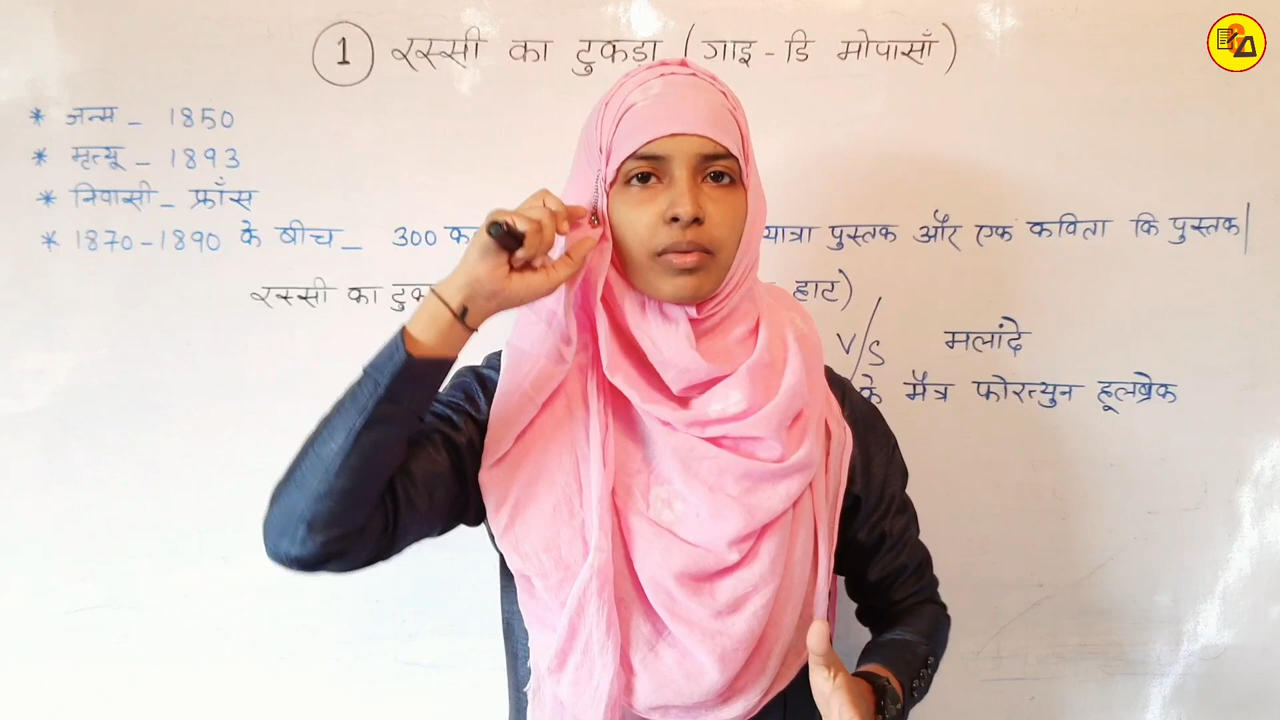 1 रस्सी का टुकड़ा (गाइ - डि मोपासाँ)
* जन्म - 1850
* मृत्यू - 1893
* निवासी - फ्राँस
* 1870-1890 के बीच - 300 क यात्रा पुस्तक और एक कविता कि पुस्तक|
रस्सी का टुक हाट)
V/S मलांदे
के मैत्र फोरत्युन हूलब्रेक